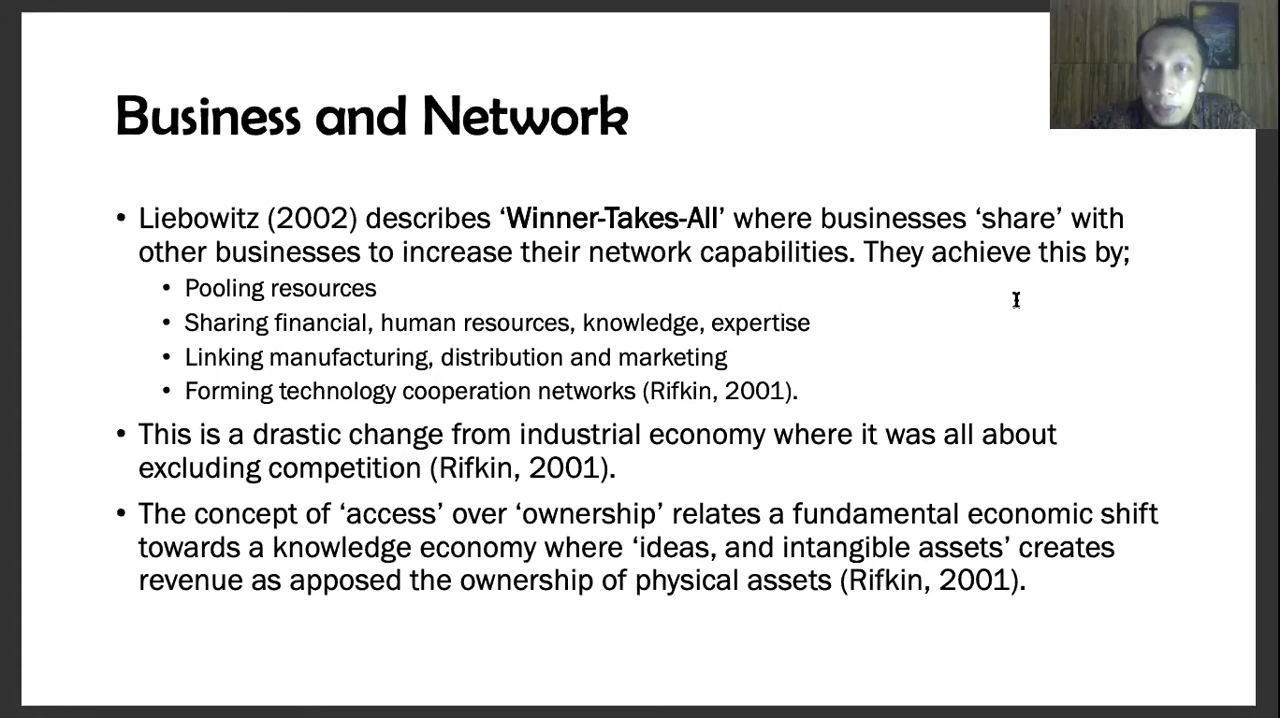 Business and Network
• Liebowitz (2002) describes ‘Winner-Takes-All’ where businesses ‘share’ with
other businesses to increase their network capabilities. They achieve this by;
• Pooling resources
• Sharing financial, human resources, knowledge, expertise
• Linking manufacturing, distribution and marketing
• Forming technology cooperation networks (Rifkin, 2001).
• This is a drastic change from industrial economy where it was all about
excluding competition (Rifkin, 2001).
• The concept of ‘access’ over ‘ownership’ relates a fundamental economic shift
towards a knowledge economy where ‘ideas, and intangible assets’ creates
revenue as apposed the ownership of physical assets (Rifkin, 2001).